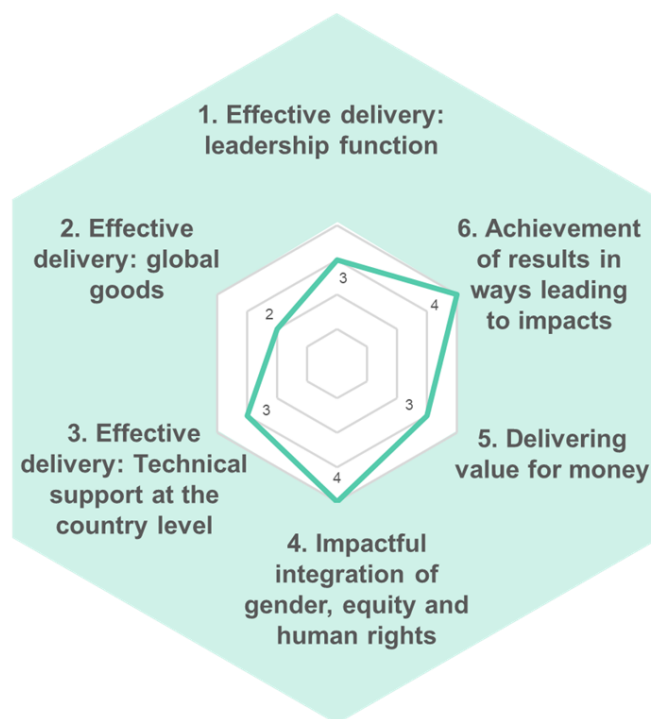 1. Effective delivery:
leadership function
2. Effective
delivery: global
goods
6. Achievement
of results in
ways leading
to impacts
3
4
2
3
3
3. Effective
delivery: Technical
support at the
country level
5. Delivering
value for money
4
4. Impactful
integration of
gender, equity and
human rights